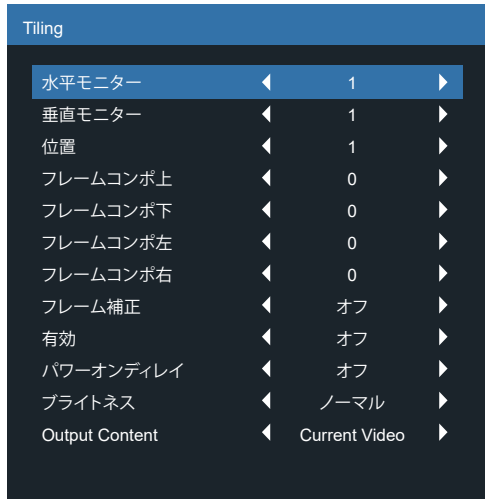 Tiling
水平モニター 1
垂直モニター 1
位置 1
フレームコンポ上 0
フレームコンポ下 0
フレームコンポ左 0
フレームコンポ右 0
フレーム補正 オフ
有効 オフ
パワーオンディレイ オフ
ブライトネス ノーマル
Output Content Current Video